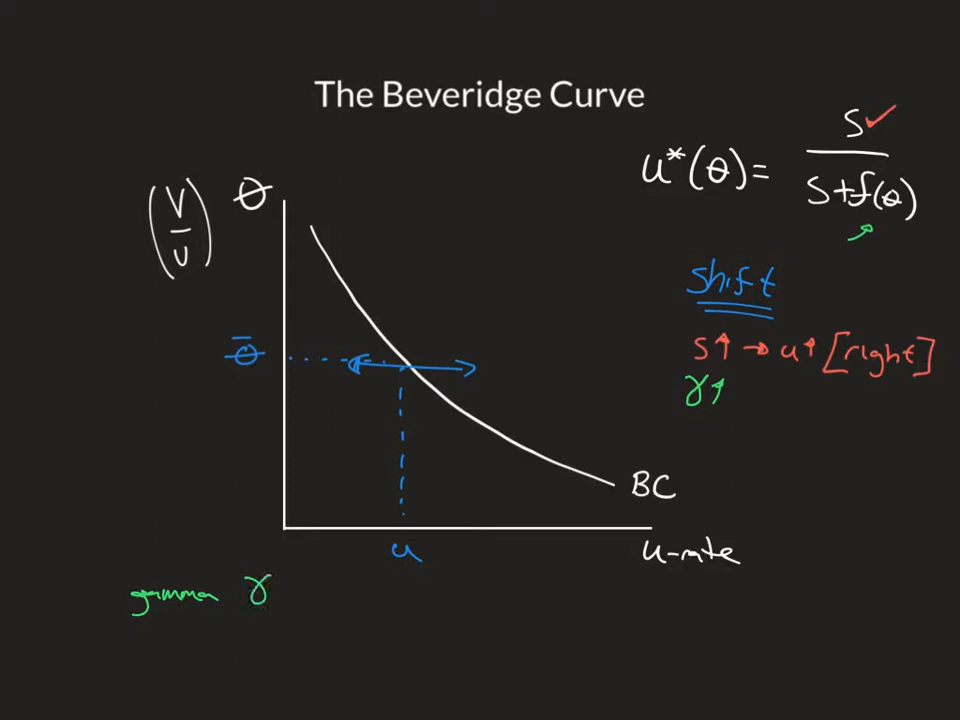 The Beveridge Curve
u*(θ) = s✓ / s+f(θ)
(v/u) θ
shift
s↑ → u↑ [right]
γ↑
θ̄
BC
u
u-rate
gamma γ